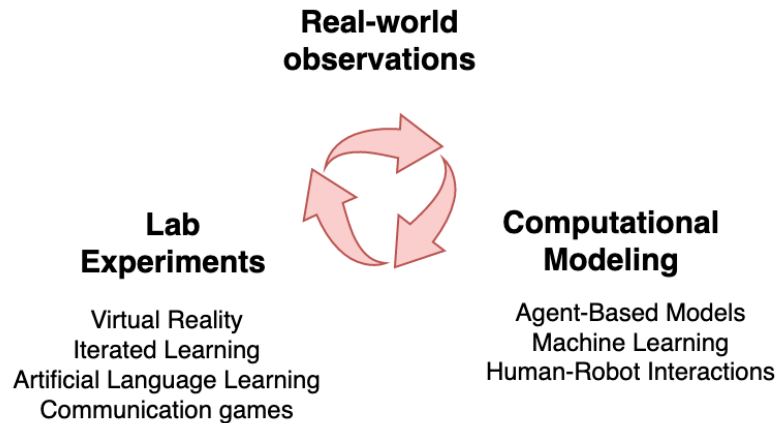 Real-world
observations
Lab
Experiments
Virtual Reality
Iterated Learning
Artificial Language Learning
Communication games
Computational
Modeling
Agent-Based Models
Machine Learning
Human-Robot Interactions